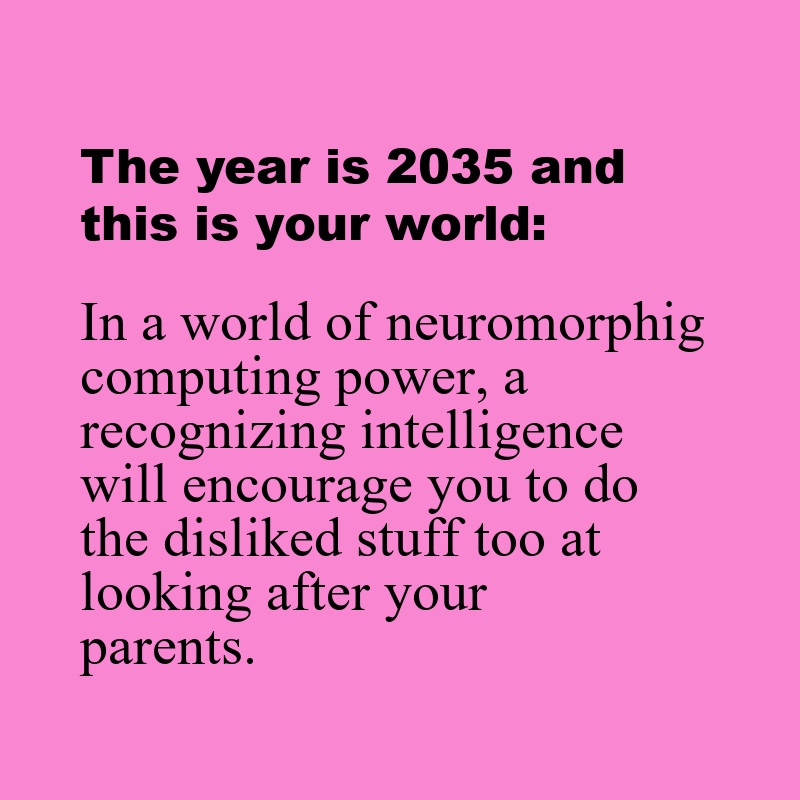 The year is 2035 and
this is your world:
In a world of neuromorphig
computing power, a
recognizing intelligence
will encourage you to do
the disliked stuff too at
looking after your
parents.